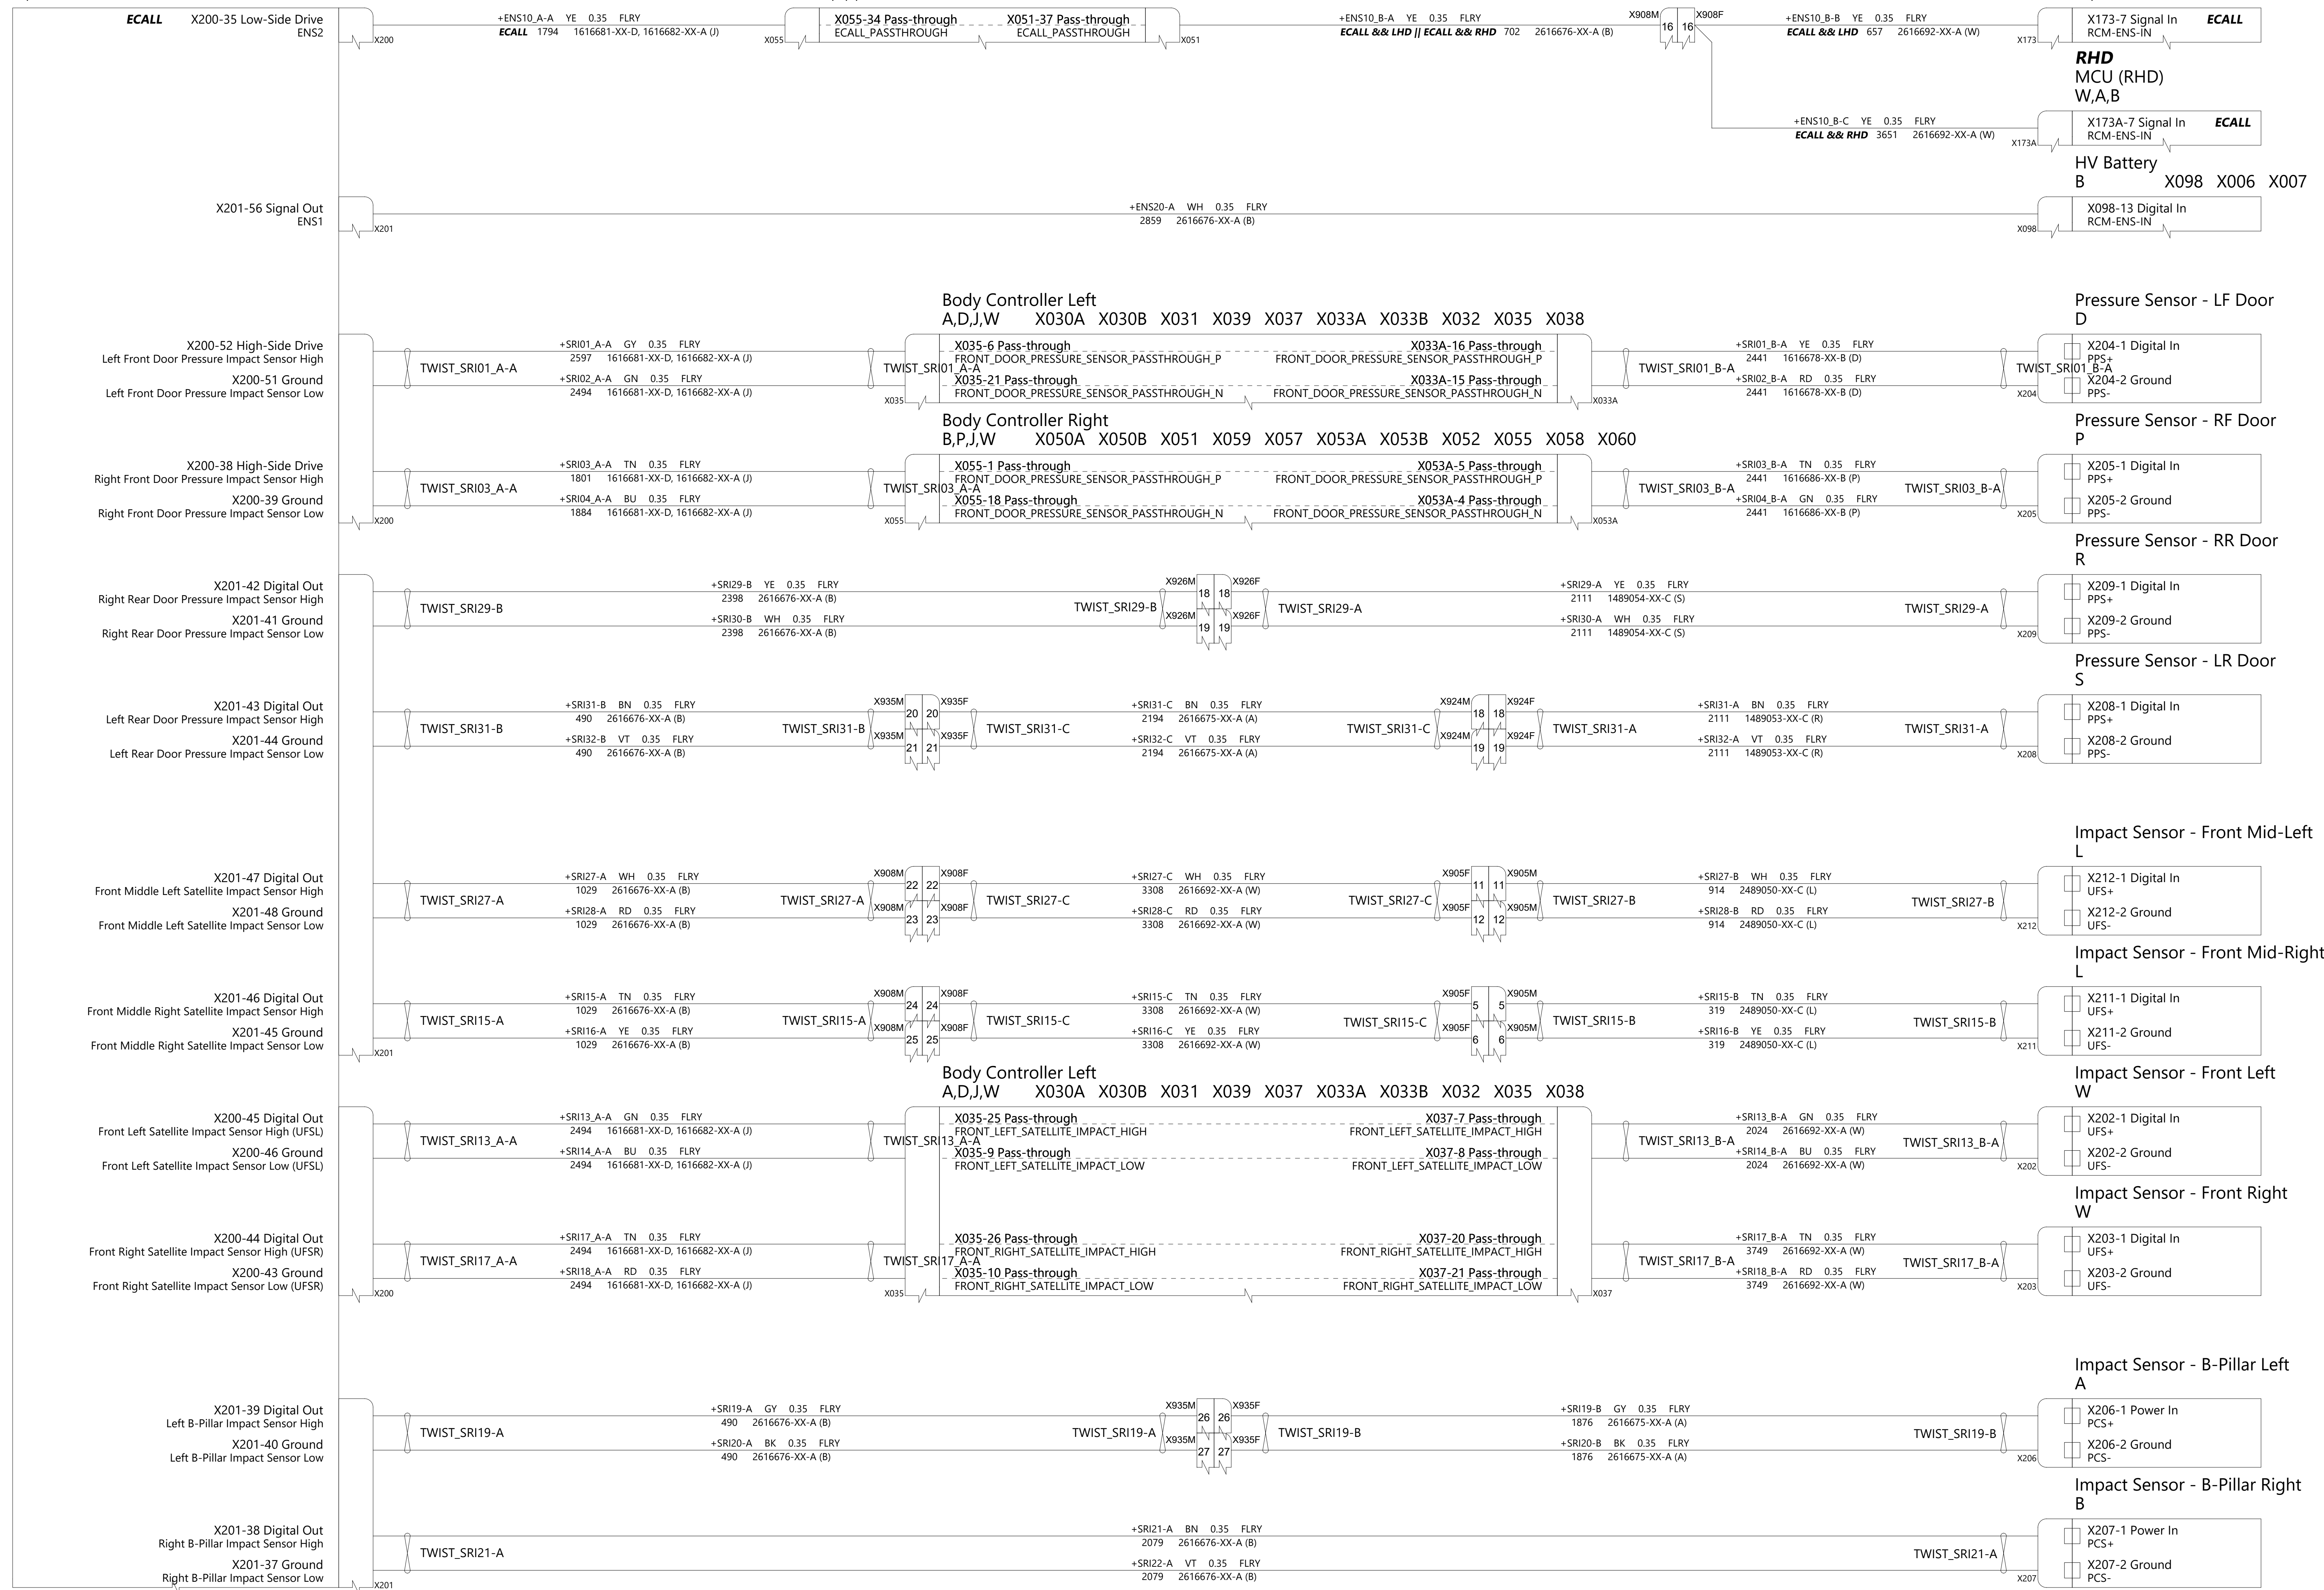 ECALL X200-35 Low-Side Drive
ENS2
X200
+ENS10_A-A YE 0.35 FLRY
ECALL 1794 1616681-XX-D, 1616682-XX-A (J)
X055
X055-34 Pass-through X051-37 Pass-through
ECALL_PASSTHROUGH ECALL_PASSTHROUGH
X051
+ENS10_B-A YE 0.35 FLRY
ECALL && LHD || ECALL && RHD 702 2616676-XX-A (B)
X908M 16 16 X908F
+ENS10_B-B YE 0.35 FLRY
ECALL && LHD 657 2616692-XX-A (W)
X173
X173-7 Signal In ECALL
RCM-ENS-IN
RHD
MCU (RHD)
W,A,B
+ENS10_B-C YE 0.35 FLRY
ECALL && RHD 3651 2616692-XX-A (W)
X173A
X173A-7 Signal In ECALL
RCM-ENS-IN
HV Battery
B X098 X006 X007
X201-56 Signal Out
ENS1
X201
+ENS20-A WH 0.35 FLRY
2859 2616676-XX-A (B)
X098
X098-13 Digital In
RCM-ENS-IN
Body Controller Left
A,D,J,W X030A X030B X031 X039 X037 X033A X033B X032 X035 X038
Pressure Sensor - LF Door
D
X200-52 High-Side Drive
Left Front Door Pressure Impact Sensor High
X200-51 Ground
Left Front Door Pressure Impact Sensor Low
TWIST_SRI01_A-A
+SRI01_A-A GY 0.35 FLRY
2597 1616681-XX-D, 1616682-XX-A (J)
+SRI02_A-A GN 0.35 FLRY
2494 1616681-XX-D, 1616682-XX-A (J)
TWIST_SRI01_A-A
X035
X035-6 Pass-through X033A-16 Pass-through
FRONT_DOOR_PRESSURE_SENSOR_PASSTHROUGH_P FRONT_DOOR_PRESSURE_SENSOR_PASSTHROUGH_P
X035-21 Pass-through X033A-15 Pass-through
FRONT_DOOR_PRESSURE_SENSOR_PASSTHROUGH_N FRONT_DOOR_PRESSURE_SENSOR_PASSTHROUGH_N
X033A
TWIST_SRI01_B-A
+SRI01_B-A YE 0.35 FLRY
2441 1616678-XX-B (D)
+SRI02_B-A RD 0.35 FLRY
2441 1616678-XX-B (D)
TWIST_SRI01_B-A
X204
X204-1 Digital In
PPS+
X204-2 Ground
PPS-
Body Controller Right
B,P,J,W X050A X050B X051 X059 X057 X053A X053B X052 X055 X058 X060
Pressure Sensor - RF Door
P
X200-38 High-Side Drive
Right Front Door Pressure Impact Sensor High
X200-39 Ground
Right Front Door Pressure Impact Sensor Low
X200
TWIST_SRI03_A-A
+SRI03_A-A TN 0.35 FLRY
1801 1616681-XX-D, 1616682-XX-A (J)
+SRI04_A-A BU 0.35 FLRY
1884 1616681-XX-D, 1616682-XX-A (J)
TWIST_SRI03_A-A
X055
X055-1 Pass-through X053A-5 Pass-through
FRONT_DOOR_PRESSURE_SENSOR_PASSTHROUGH_P FRONT_DOOR_PRESSURE_SENSOR_PASSTHROUGH_P
X055-18 Pass-through X053A-4 Pass-through
FRONT_DOOR_PRESSURE_SENSOR_PASSTHROUGH_N FRONT_DOOR_PRESSURE_SENSOR_PASSTHROUGH_N
X053A
TWIST_SRI03_B-A
+SRI03_B-A TN 0.35 FLRY
2441 1616686-XX-B (P)
+SRI04_B-A GN 0.35 FLRY
2441 1616686-XX-B (P)
TWIST_SRI03_B-A
X205
X205-1 Digital In
PPS+
X205-2 Ground
PPS-
Pressure Sensor - RR Door
R
X201-42 Digital Out
Right Rear Door Pressure Impact Sensor High
X201-41 Ground
Right Rear Door Pressure Impact Sensor Low
TWIST_SRI29-B
+SRI29-B YE 0.35 FLRY
2398 2616676-XX-A (B)
+SRI30-B WH 0.35 FLRY
2398 2616676-XX-A (B)
TWIST_SRI29-B
X926M 18 18 X926F
X926M 19 19 X926F
TWIST_SRI29-A
+SRI29-A YE 0.35 FLRY
2111 1489054-XX-C (S)
+SRI30-A WH 0.35 FLRY
2111 1489054-XX-C (S)
TWIST_SRI29-A
X209
X209-1 Digital In
PPS+
X209-2 Ground
PPS-
Pressure Sensor - LR Door
S
X201-43 Digital Out
Left Rear Door Pressure Impact Sensor High
X201-44 Ground
Left Rear Door Pressure Impact Sensor Low
TWIST_SRI31-B
+SRI31-B BN 0.35 FLRY
490 2616676-XX-A (B)
+SRI32-B VT 0.35 FLRY
490 2616676-XX-A (B)
TWIST_SRI31-B
X935M 20 20 X935F
X935M 21 21 X935F
TWIST_SRI31-C
+SRI31-C BN 0.35 FLRY
2194 2616675-XX-A (A)
+SRI32-C VT 0.35 FLRY
2194 2616675-XX-A (A)
TWIST_SRI31-C
X924M 18 18 X924F
X924M 19 19 X924F
TWIST_SRI31-A
+SRI31-A BN 0.35 FLRY
2111 1489053-XX-C (R)
+SRI32-A VT 0.35 FLRY
2111 1489053-XX-C (R)
TWIST_SRI31-A
X208
X208-1 Digital In
PPS+
X208-2 Ground
PPS-
Impact Sensor - Front Mid-Left
L
X201-47 Digital Out
Front Middle Left Satellite Impact Sensor High
X201-48 Ground
Front Middle Left Satellite Impact Sensor Low
TWIST_SRI27-A
+SRI27-A WH 0.35 FLRY
1029 2616676-XX-A (B)
+SRI28-A RD 0.35 FLRY
1029 2616676-XX-A (B)
TWIST_SRI27-A
X908M 22 22 X908F
X908M 23 23 X908F
TWIST_SRI27-C
+SRI27-C WH 0.35 FLRY
3308 2616692-XX-A (W)
+SRI28-C RD 0.35 FLRY
3308 2616692-XX-A (W)
TWIST_SRI27-C
X905F 11 11 X905M
X905F 12 12 X905M
TWIST_SRI27-B
+SRI27-B WH 0.35 FLRY
914 2489050-XX-C (L)
+SRI28-B RD 0.35 FLRY
914 2489050-XX-C (L)
TWIST_SRI27-B
X212
X212-1 Digital In
UFS+
X212-2 Ground
UFS-
Impact Sensor - Front Mid-Right
L
X201-46 Digital Out
Front Middle Right Satellite Impact Sensor High
X201-45 Ground
Front Middle Right Satellite Impact Sensor Low
X201
TWIST_SRI15-A
+SRI15-A TN 0.35 FLRY
1029 2616676-XX-A (B)
+SRI16-A YE 0.35 FLRY
1029 2616676-XX-A (B)
TWIST_SRI15-A
X908M 24 24 X908F
X908M 25 25 X908F
TWIST_SRI15-C
+SRI15-C TN 0.35 FLRY
3308 2616692-XX-A (W)
+SRI16-C YE 0.35 FLRY
3308 2616692-XX-A (W)
TWIST_SRI15-C
X905F 5 5 X905M
X905F 6 6 X905M
TWIST_SRI15-B
+SRI15-B TN 0.35 FLRY
319 2489050-XX-C (L)
+SRI16-B YE 0.35 FLRY
319 2489050-XX-C (L)
TWIST_SRI15-B
X211
X211-1 Digital In
UFS+
X211-2 Ground
UFS-
Body Controller Left
A,D,J,W X030A X030B X031 X039 X037 X033A X033B X032 X035 X038
Impact Sensor - Front Left
W
X200-45 Digital Out
Front Left Satellite Impact Sensor High (UFSL)
X200-46 Ground
Front Left Satellite Impact Sensor Low (UFSL)
TWIST_SRI13_A-A
+SRI13_A-A GN 0.35 FLRY
2494 1616681-XX-D, 1616682-XX-A (J)
+SRI14_A-A BU 0.35 FLRY
2494 1616681-XX-D, 1616682-XX-A (J)
TWIST_SRI13_A-A
X035-25 Pass-through X037-7 Pass-through
FRONT_LEFT_SATELLITE_IMPACT_HIGH FRONT_LEFT_SATELLITE_IMPACT_HIGH
X035-9 Pass-through X037-8 Pass-through
FRONT_LEFT_SATELLITE_IMPACT_LOW FRONT_LEFT_SATELLITE_IMPACT_LOW
TWIST_SRI13_B-A
+SRI13_B-A GN 0.35 FLRY
2024 2616692-XX-A (W)
+SRI14_B-A BU 0.35 FLRY
2024 2616692-XX-A (W)
TWIST_SRI13_B-A
X202
X202-1 Digital In
UFS+
X202-2 Ground
UFS-
Impact Sensor - Front Right
W
X200-44 Digital Out
Front Right Satellite Impact Sensor High (UFSR)
X200-43 Ground
Front Right Satellite Impact Sensor Low (UFSR)
X200
TWIST_SRI17_A-A
+SRI17_A-A TN 0.35 FLRY
2494 1616681-XX-D, 1616682-XX-A (J)
+SRI18_A-A RD 0.35 FLRY
2494 1616681-XX-D, 1616682-XX-A (J)
TWIST_SRI17_A-A
X035
X035-26 Pass-through X037-20 Pass-through
FRONT_RIGHT_SATELLITE_IMPACT_HIGH FRONT_RIGHT_SATELLITE_IMPACT_HIGH
X035-10 Pass-through X037-21 Pass-through
FRONT_RIGHT_SATELLITE_IMPACT_LOW FRONT_RIGHT_SATELLITE_IMPACT_LOW
X037
TWIST_SRI17_B-A
+SRI17_B-A TN 0.35 FLRY
3749 2616692-XX-A (W)
+SRI18_B-A RD 0.35 FLRY
3749 2616692-XX-A (W)
TWIST_SRI17_B-A
X203
X203-1 Digital In
UFS+
X203-2 Ground
UFS-
Impact Sensor - B-Pillar Left
A
X201-39 Digital Out
Left B-Pillar Impact Sensor High
X201-40 Ground
Left B-Pillar Impact Sensor Low
TWIST_SRI19-A
+SRI19-A GY 0.35 FLRY
490 2616676-XX-A (B)
+SRI20-A BK 0.35 FLRY
490 2616676-XX-A (B)
TWIST_SRI19-A
X935M 26 26 X935F
X935M 27 27 X935F
TWIST_SRI19-B
+SRI19-B GY 0.35 FLRY
1876 2616675-XX-A (A)
+SRI20-B BK 0.35 FLRY
1876 2616675-XX-A (A)
TWIST_SRI19-B
X206
X206-1 Power In
PCS+
X206-2 Ground
PCS-
Impact Sensor - B-Pillar Right
B
X201-38 Digital Out
Right B-Pillar Impact Sensor High
X201-37 Ground
Right B-Pillar Impact Sensor Low
X201
TWIST_SRI21-A
+SRI21-A BN 0.35 FLRY
2079 2616676-XX-A (B)
+SRI22-A VT 0.35 FLRY
2079 2616676-XX-A (B)
TWIST_SRI21-A
X207
X207-1 Power In
PCS+
X207-2 Ground
PCS-